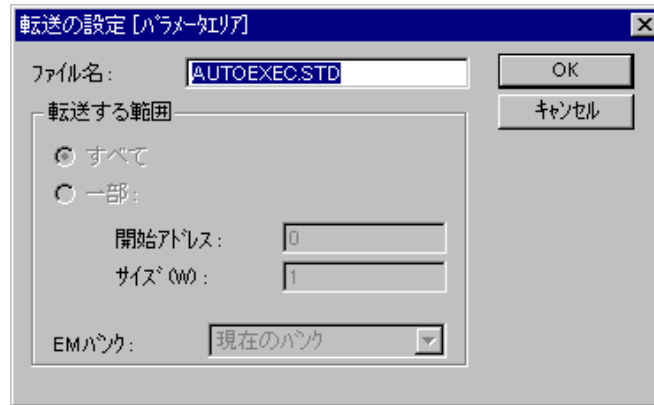 転送の設定 [ﾊﾟﾗﾒｰﾀｴﾘｱ]
ﾌｧｲﾙ名: AUTOEXEC.STD OK
転送する範囲 ｷｬﾝｾﾙ
すべて
一部:
開始ｱﾄﾞﾚｽ: 0
ｻｲｽﾞ(W): 1
EMﾊﾞﾝｸ: 現在のﾊﾞﾝｸ